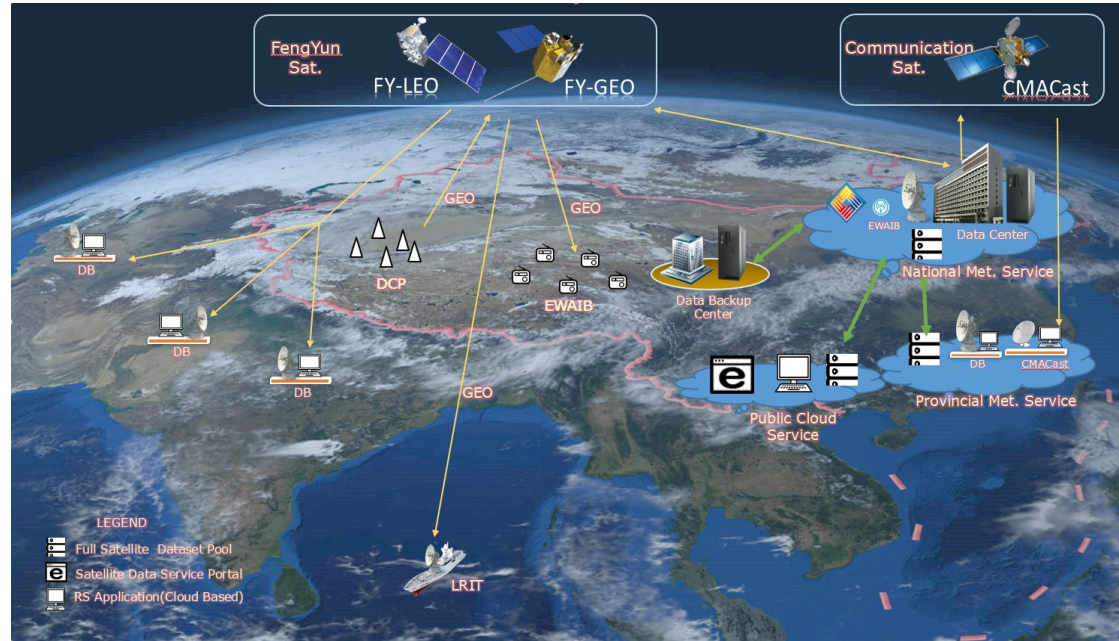 FengYun
Sat.
FY-LEO
FY-GEO
Communication
Sat.
CMACast
GEO
GEO
EWAIB
Data Center
National Met. Service
DB
DCP
EWAIB
Data Backup
Center
DB
DB
GEO
DB
CMACast
Provincial Met. Service
Public Cloud
Service
LEGEND
Full Satellite Dataset Pool
Satellite Data Service Portal
RS Application(Cloud Based)
LRIT